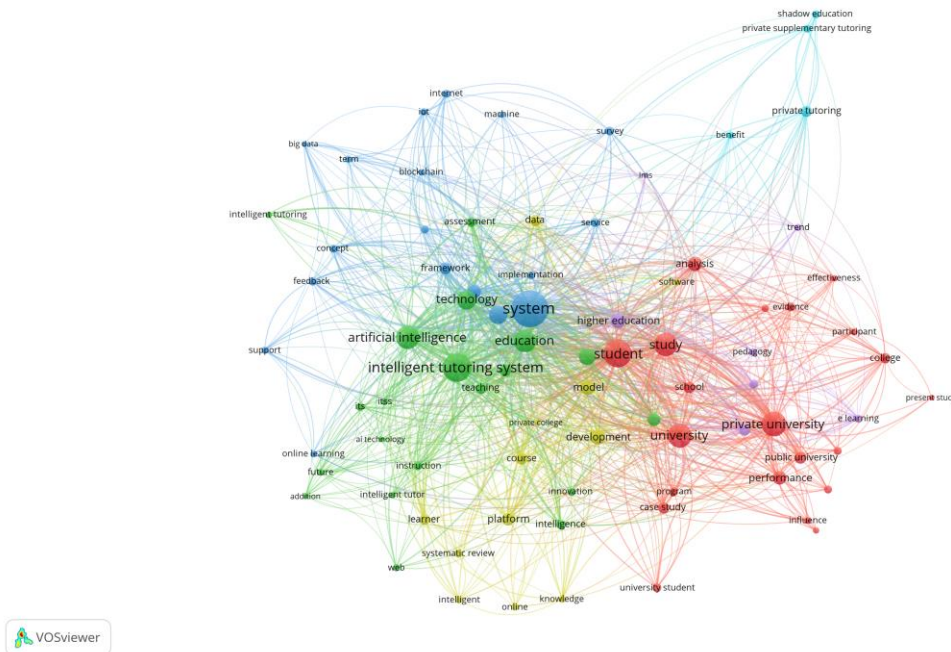 shadow education
private supplementary tutoring
internet
iot
machine
private tutoring
survey
benefit
big data
term
blockchain
lms
intelligent tutoring
assessment
data
service
trend
concept
framework
implementation
analysis
feedback
software
effectiveness
technology
system
higher education
evidence
artificial intelligence
education
study
participant
support
student
pedagogy
college
intelligent tutoring system
teaching
model
school
present stud
its
itss
private college
private university
e learning
ai technology
development
university
online learning
course
public university
future
instruction
performance
addition
intelligent tutor
innovation
program
learner
platform
intelligence
case study
influence
systematic review
web
university student
intelligent
online
knowledge
VOSviewer